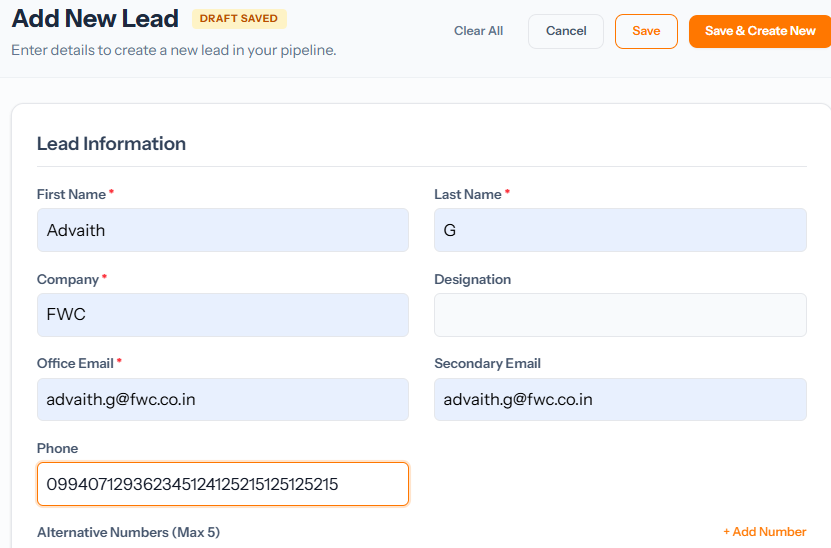 Add New Lead DRAFT SAVED
Enter details to create a new lead in your pipeline.
Clear All Cancel Save Save & Create New
Lead Information
First Name * Last Name *
Advaith G
Company * Designation
FWC
Office Email * Secondary Email
advaith.g@fwc.co.in advaith.g@fwc.co.in
Phone
09940712936234512412521512512​5215
Alternative Numbers (Max 5) + Add Number